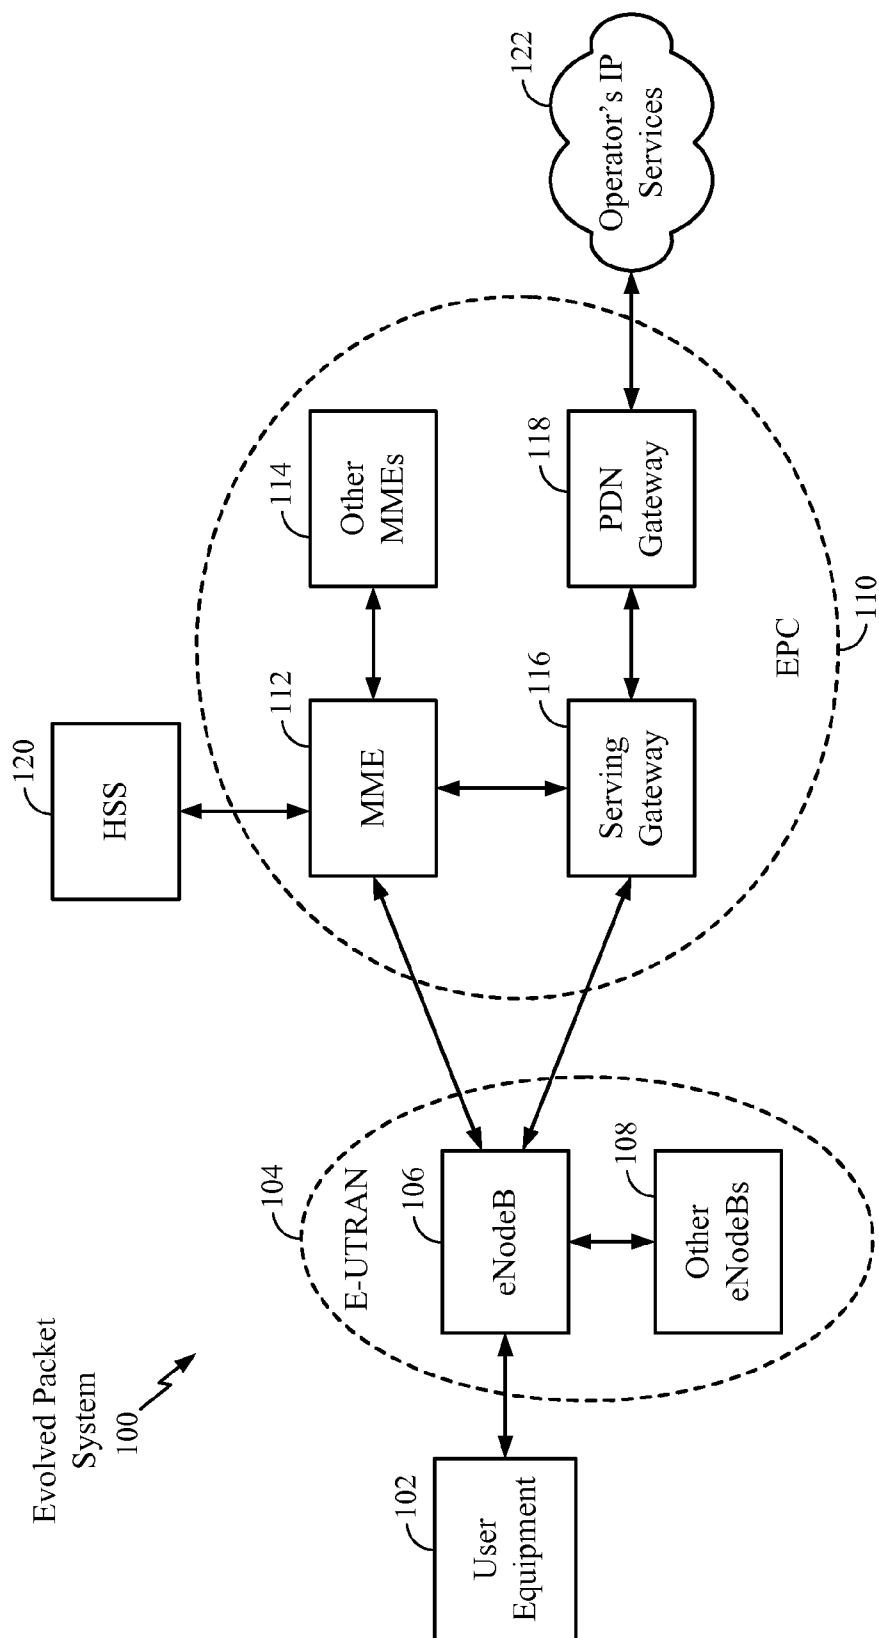 Evolved Packet
System
100
120
HSS
104
E-UTRAN
106
eNodeB
108
Other
eNodeBs
102
User
Equipment
112
MME
114
Other
MMEs
116
Serving
Gateway
118
PDN
Gateway
EPC
110
122
Operator's IP
Services